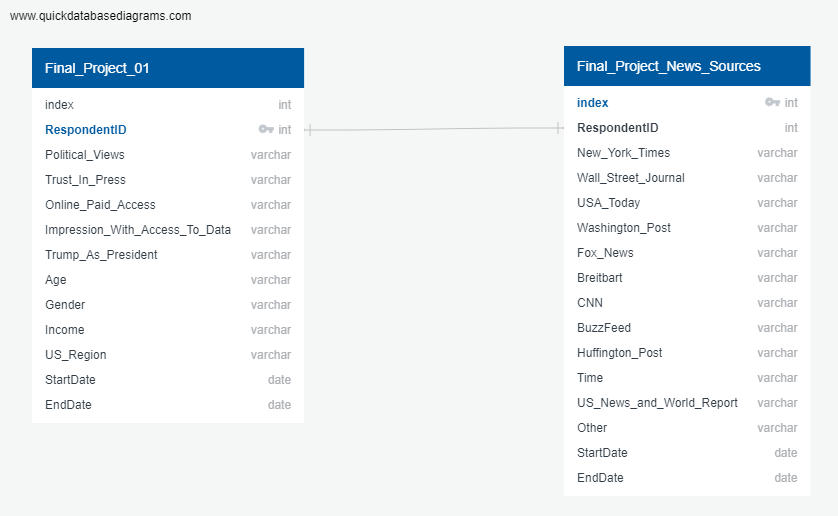 www.quickdatabasediagrams.com
Final_Project_01
index int
RespondentID int
Political_Views varchar
Trust_In_Press varchar
Online_Paid_Access varchar
Impression_With_Access_To_Data varchar
Trump_As_President varchar
Age varchar
Gender varchar
Income varchar
US_Region varchar
StartDate date
EndDate date
Final_Project_News_Sources
index int
RespondentID int
New_York_Times varchar
Wall_Street_Journal varchar
USA_Today varchar
Washington_Post varchar
Fox_News varchar
Breitbart varchar
CNN varchar
BuzzFeed varchar
Huffington_Post varchar
Time varchar
US_News_and_World_Report varchar
Other varchar
StartDate date
EndDate date